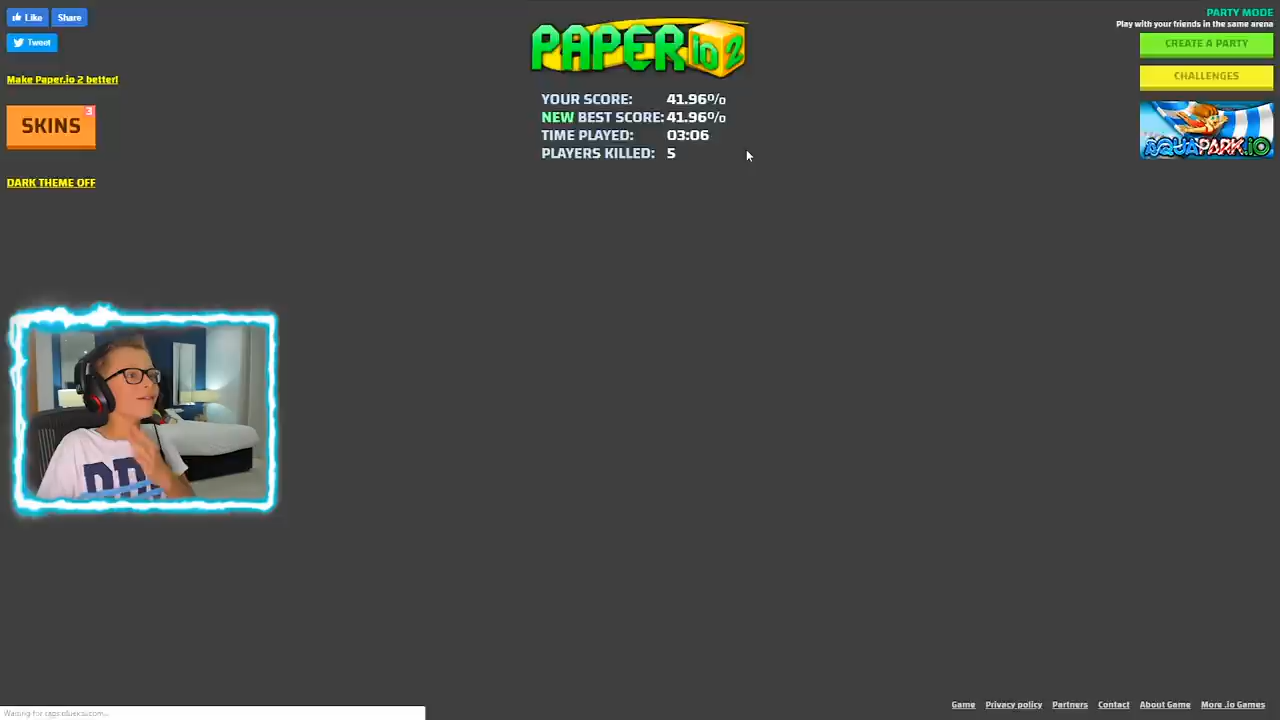 Like Share
Tweet
Make Paper.io 2 better!
SKINS
3
DARK THEME OFF
PAPER.io 2
YOUR SCORE: 41.96%
NEW BEST SCORE: 41.96%
TIME PLAYED: 03:06
PLAYERS KILLED: 5
PARTY MODE
Play with your friends in the same arena
CREATE A PARTY
CHALLENGES
AQUAPARK.IO
Game Privacy policy Partners Contact About Game More .io Games
Waiting for